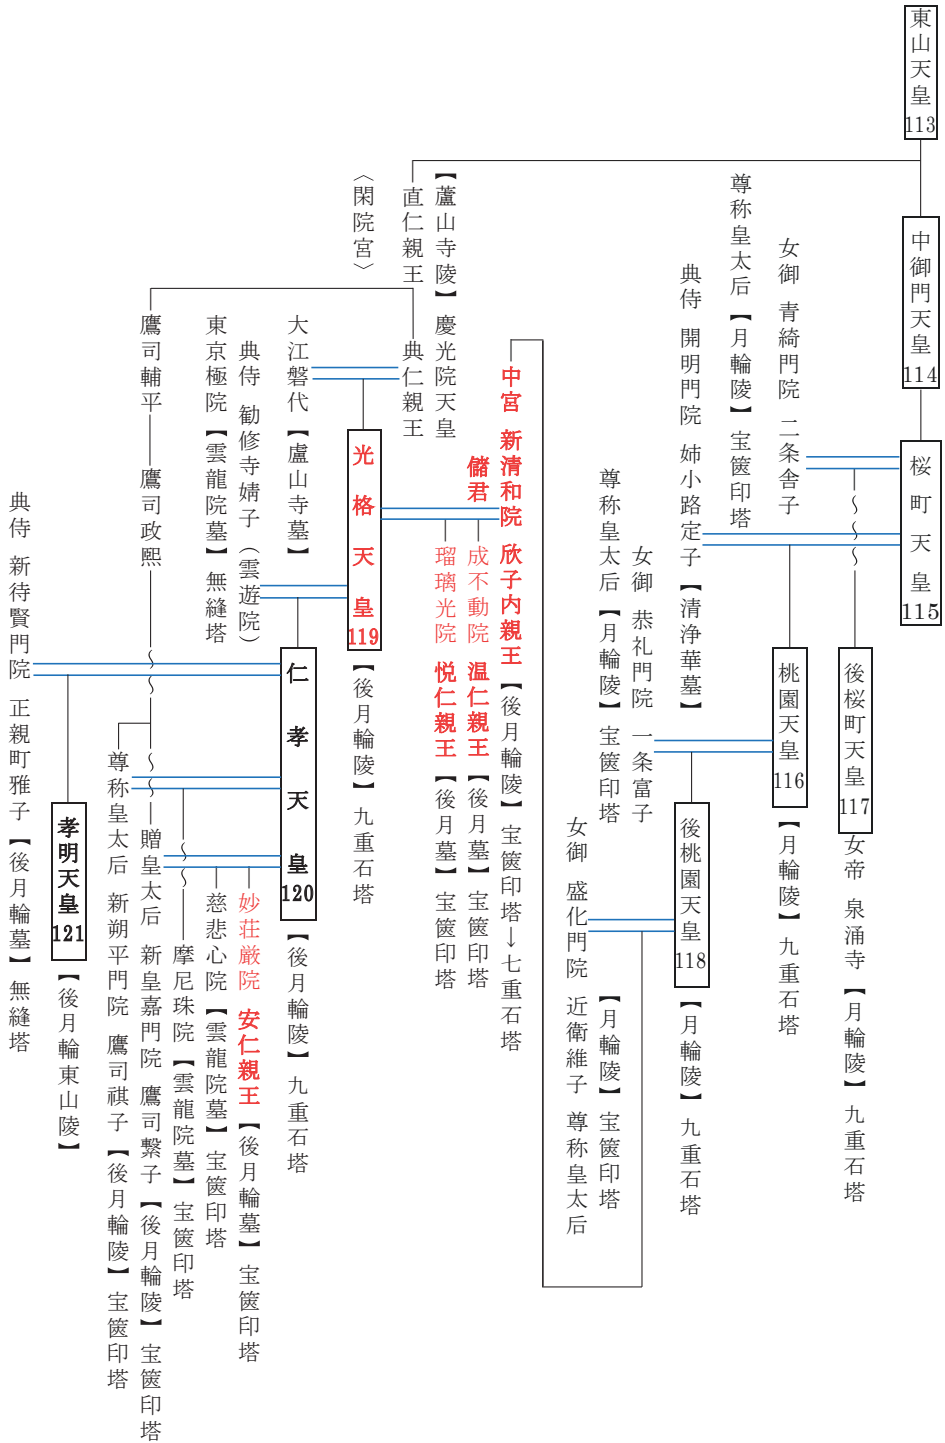 東山天皇113
中御門天皇114
桜町天皇115
女御 青綺門院 二条舎子
尊称皇太后【月輪陵】宝篋印塔
典侍 開明門院 姉小路定子【清浄華墓】
後桜町天皇117
女帝 泉涌寺【月輪陵】九重石塔
桃園天皇116
【月輪陵】九重石塔
女御 恭礼門院 一条富子
尊称皇太后【月輪陵】宝篋印塔
後桃園天皇118
【月輪陵】九重石塔
【月輪陵】宝篋印塔
女御 盛化門院 近衛維子 尊称皇太后
中宮 新清和院 欣子内親王【後月輪陵】宝篋印塔→七重石塔
儲君
成不動院 温仁親王【後月墓】宝篋印塔
瑠璃光院 悦仁親王【後月墓】宝篋印塔
【蘆山寺陵】慶光院天皇
直仁親王
典仁親王
〈閑院宮〉
光格天皇119
【後月輪陵】九重石塔
大江磐代【盧山寺墓】
典侍 勧修寺婧子（雲遊院）
東京極院【雲龍院墓】無縫塔
仁孝天皇120
【後月輪陵】九重石塔
妙荘厳院 安仁親王【後月輪墓】宝篋印塔
慈悲心院【雲龍院墓】宝篋印塔
摩尼珠院【雲龍院墓】宝篋印塔
鷹司輔平
鷹司政熙
贈皇太后 新皇嘉門院 鷹司繋子【後月輪陵】宝篋印塔
尊称皇太后 新朔平門院 鷹司祺子【後月輪陵】宝篋印塔
孝明天皇121
【後月輪東山陵】
典侍 新待賢門院 正親町雅子【後月輪墓】無縫塔